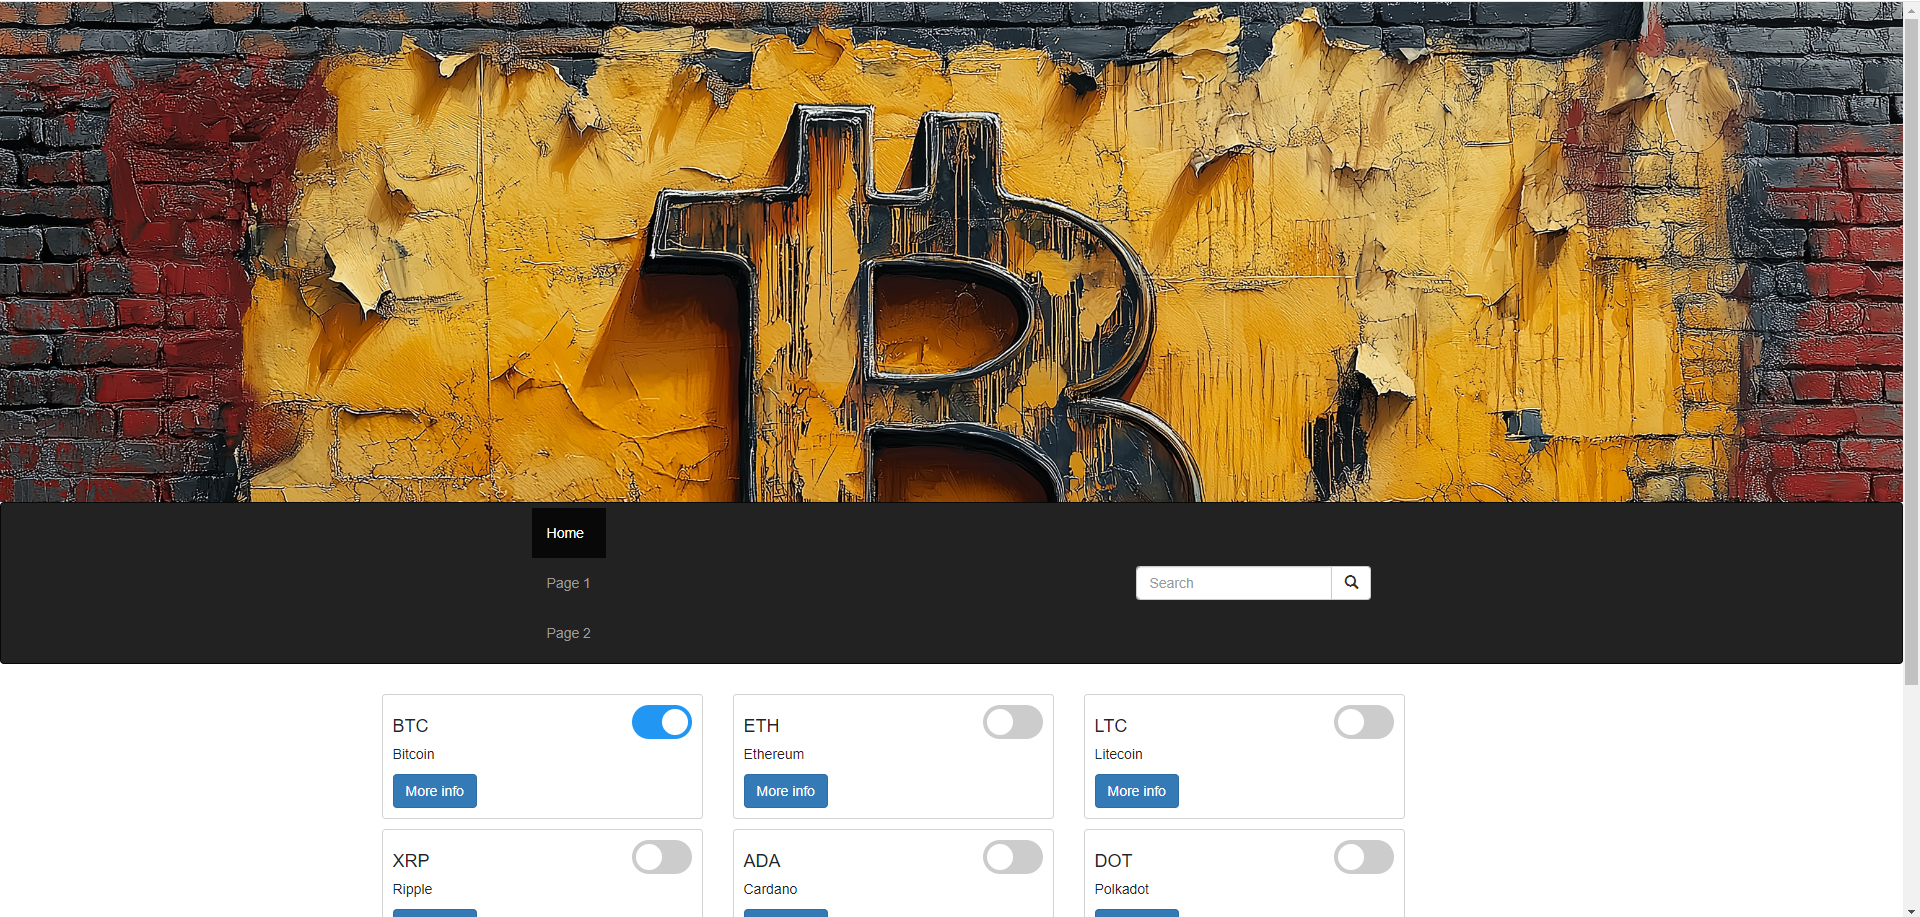 Home
Page 1
Search
Page 2
BTC
Bitcoin
More info
ETH
Ethereum
More info
LTC
Litecoin
More info
XRP
Ripple
ADA
Cardano
DOT
Polkadot